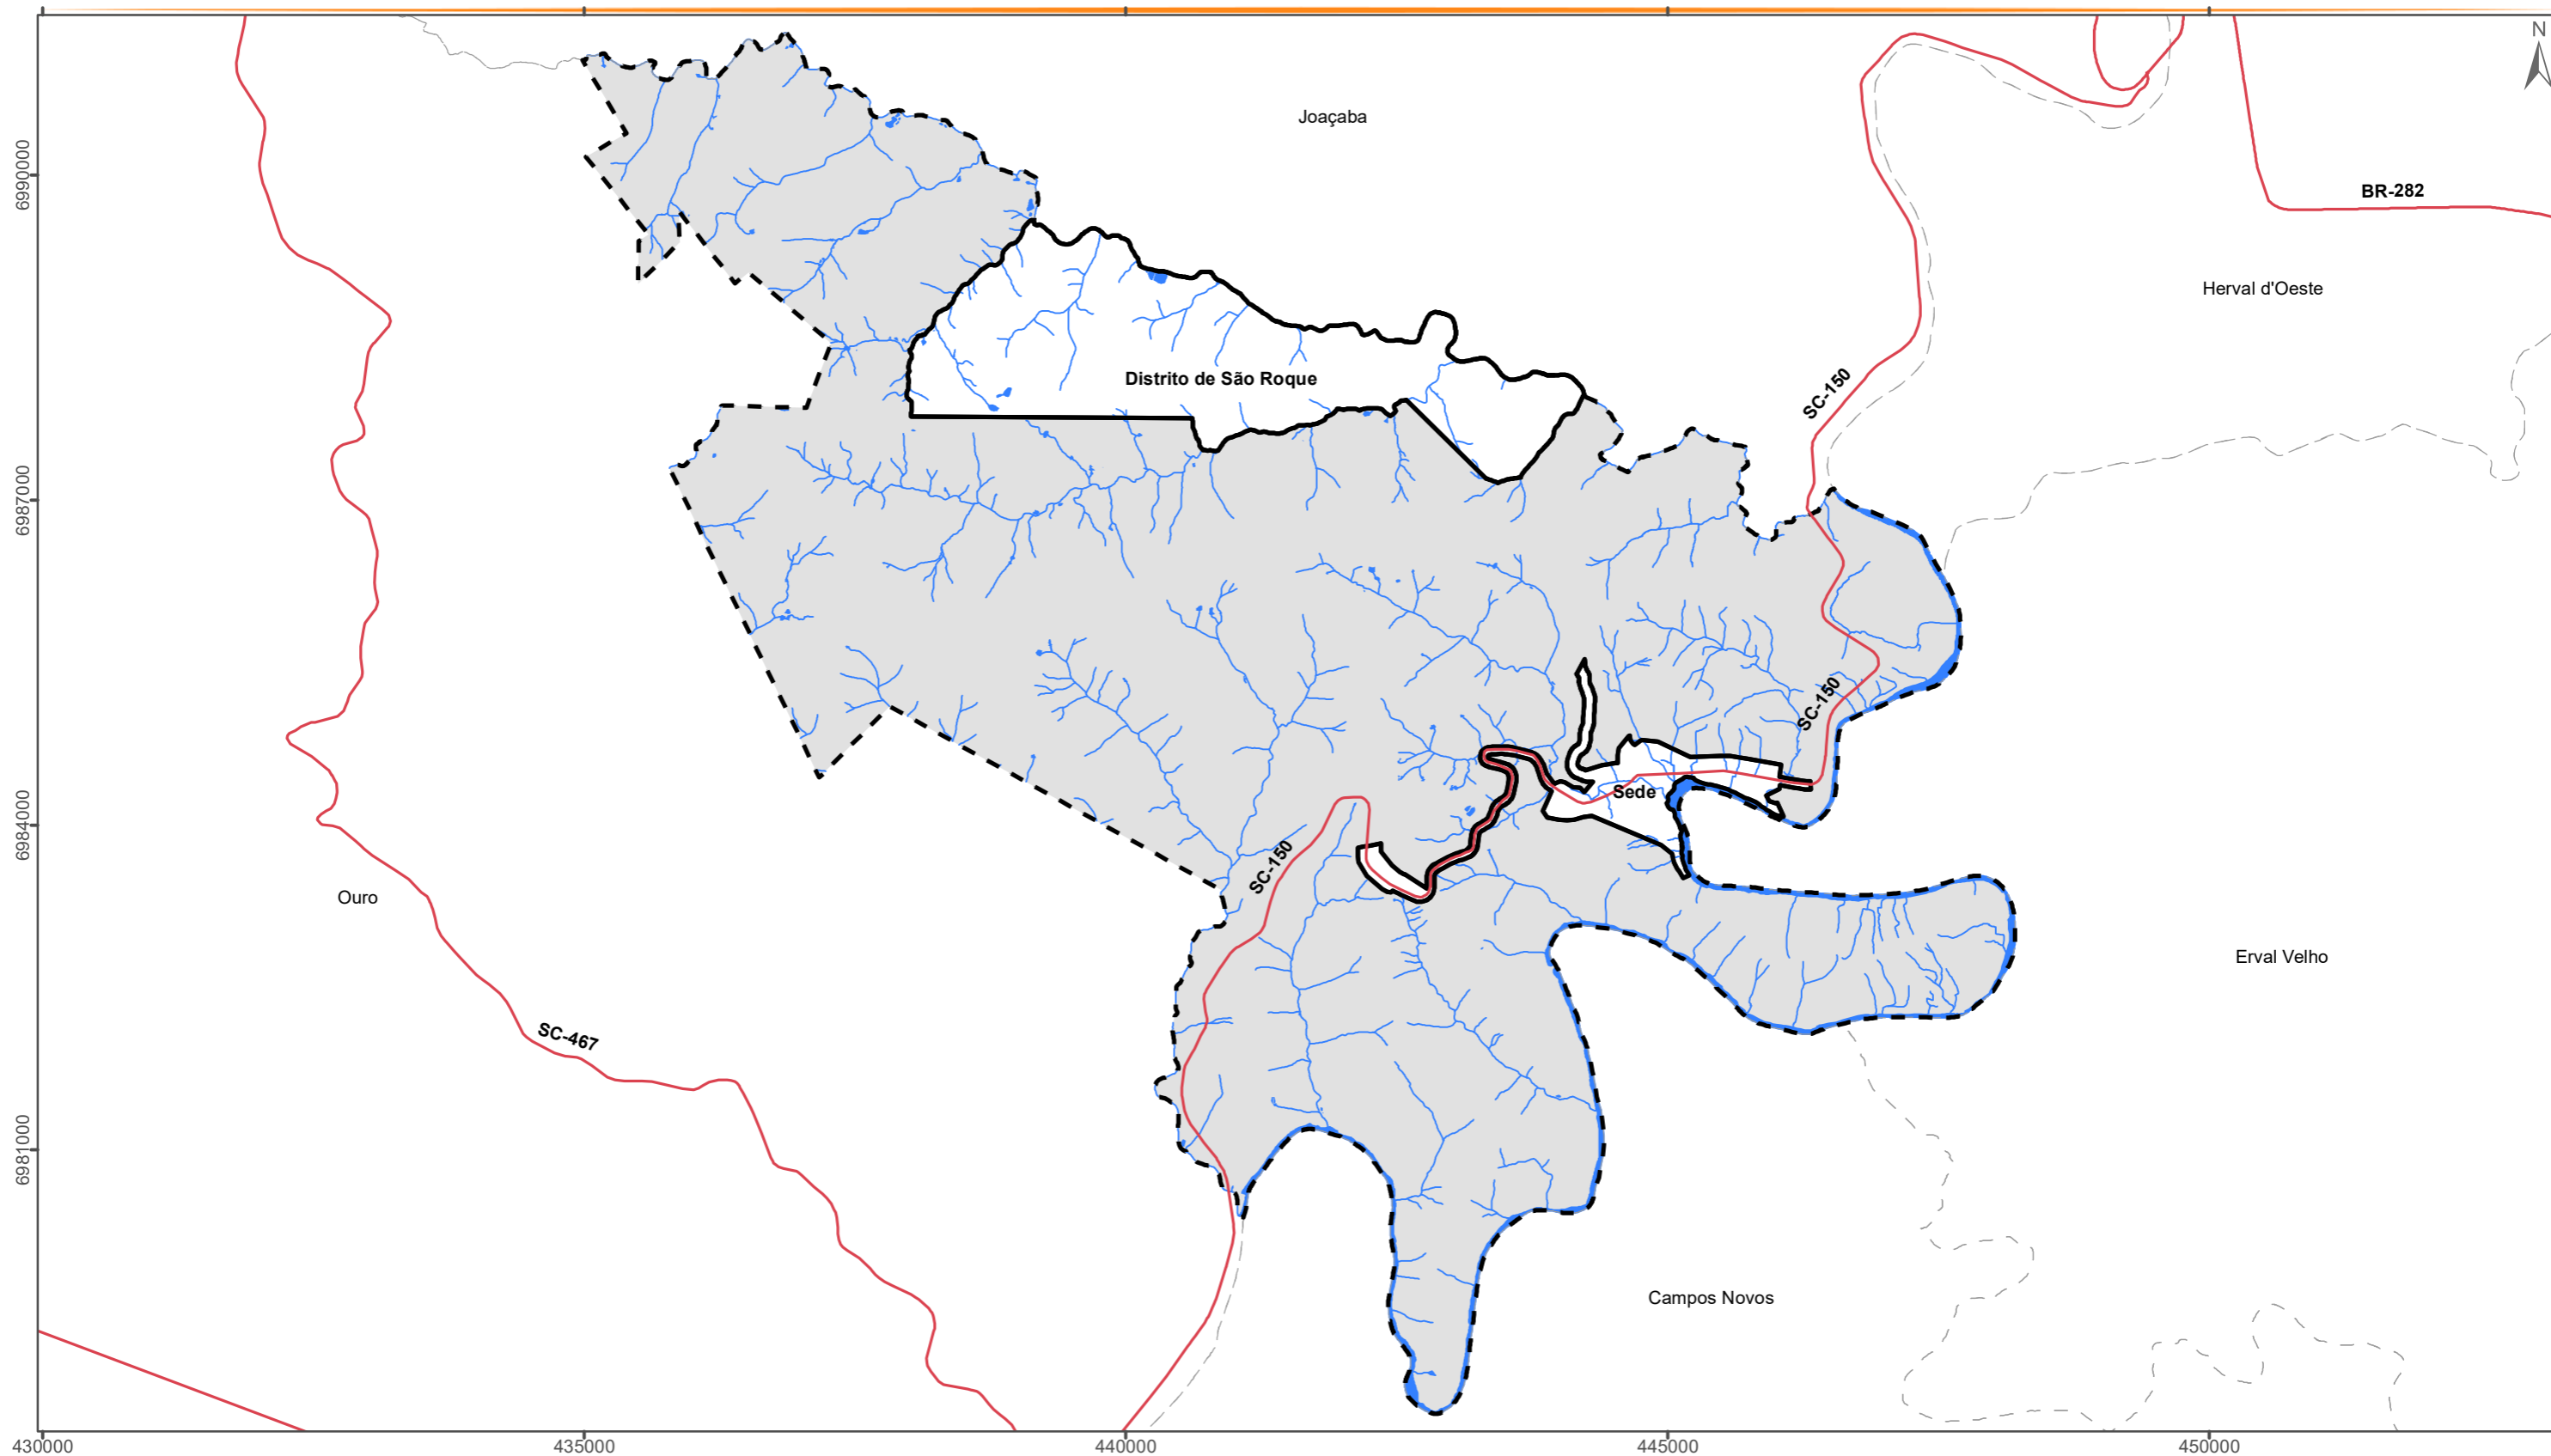 N
Joaçaba
6990000
BR-282
Herval d'Oeste
Distrito de São Roque
SC-150
6987000
SC-150
Sede
6984000
SC-150
Ouro
Erval Velho
SC-467
6981000
Campos Novos
430000
435000
440000
445000
450000